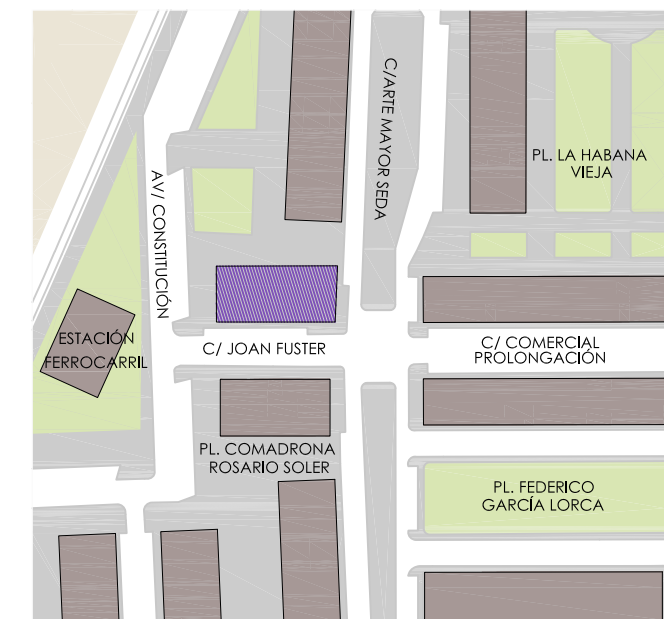 C/ARTE MAYOR SEDA
PL. LA HABANA
VIEJA
AV/ CONSTITUCIÓN
ESTACIÓN
FERROCARRIL
C/ JOAN FUSTER
C/ COMERCIAL
PROLONGACIÓN
PL. COMADRONA
ROSARIO SOLER
PL. FEDERICO
GARCÍA LORCA